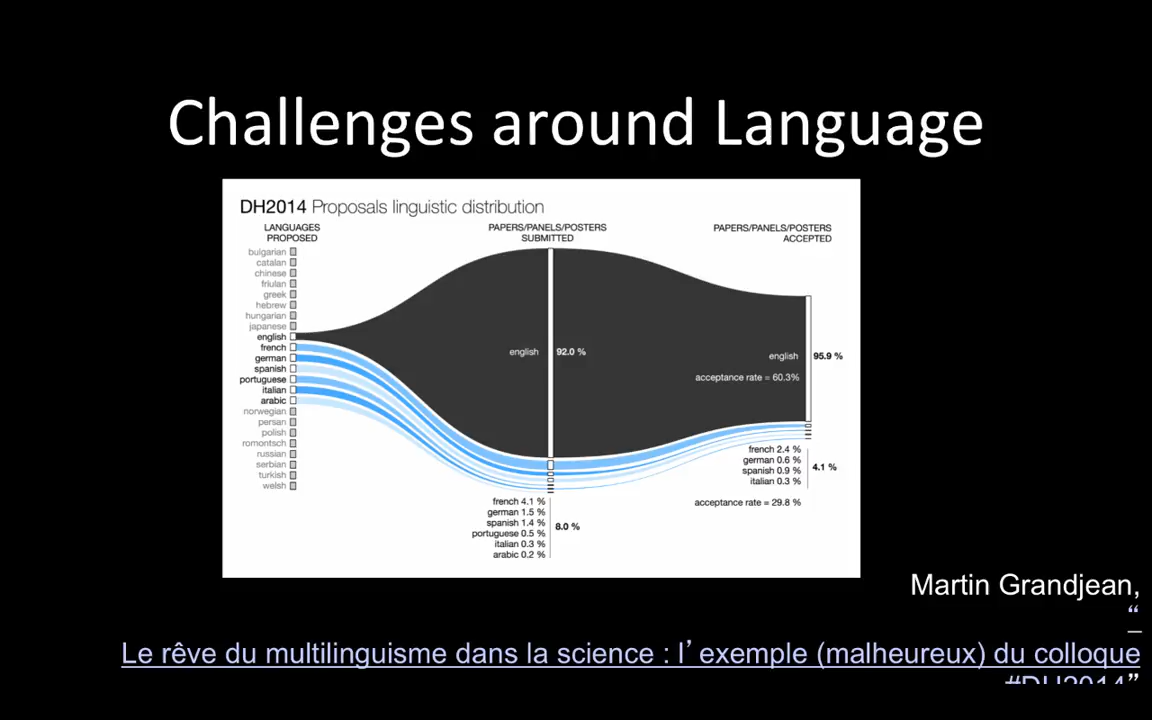 Challenges around Language
DH2014 Proposals linguistic distribution
LANGUAGES
PROPOSED
bulgarian
catalan
chinese
friulan
greek
hebrew
hungarian
japanese
english
french
german
spanish
portuguese
italian
arabic
norwegian
persan
polish
romontsch
russian
serbian
turkish
welsh
PAPERS/PANELS/POSTERS
SUBMITTED
english 92.0 %
french 4.1 %
german 1.5 %
spanish 1.4 %
portuguese 0.5 %
italian 0.3 %
arabic 0.2 %
8.0 %
PAPERS/PANELS/POSTERS
ACCEPTED
english 95.9 %
acceptance rate = 60.3%
french 2.4 %
german 0.6 %
spanish 0.9 %
italian 0.3 %
4.1 %
acceptance rate = 29.8 %
Martin Grandjean,
“
Le rêve du multilinguisme dans la science : l’exemple (malheureux) du colloque
#DH2014”